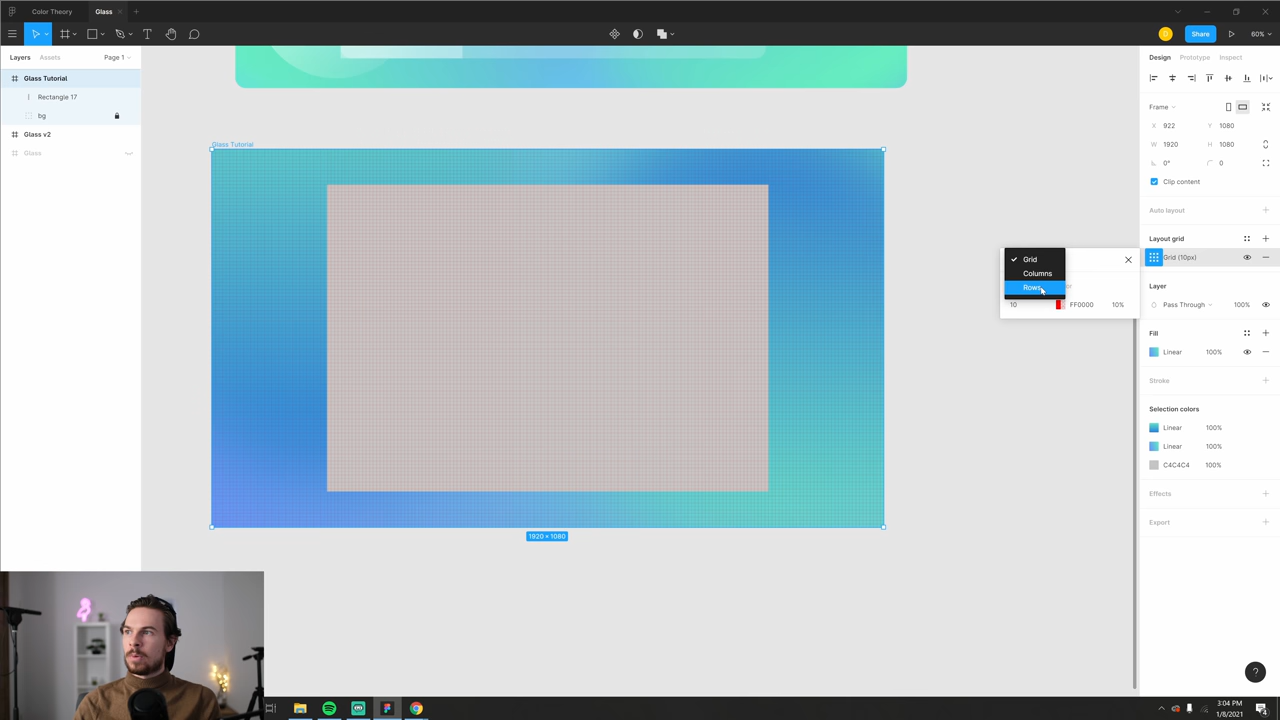 Color Theory
Glass
Share
60%
Layers
Assets
Page 1
Glass Tutorial
Rectangle 17
bg
Glass v2
Glass
Glass Tutorial
1920 × 1080
Grid
Columns
Rows
10
FF0000
10%
Design
Prototype
Inspect
Frame
X 922 Y 1080
W 1920 H 1080
0° 0
Clip content
Auto layout
Layout grid
Grid (10px)
Layer
Pass Through 100%
Fill
Linear 100%
Stroke
Selection colors
Linear 100%
Linear 100%
C4C4C4 100%
Effects
Export
?
3:04 PM
1/8/2021
4